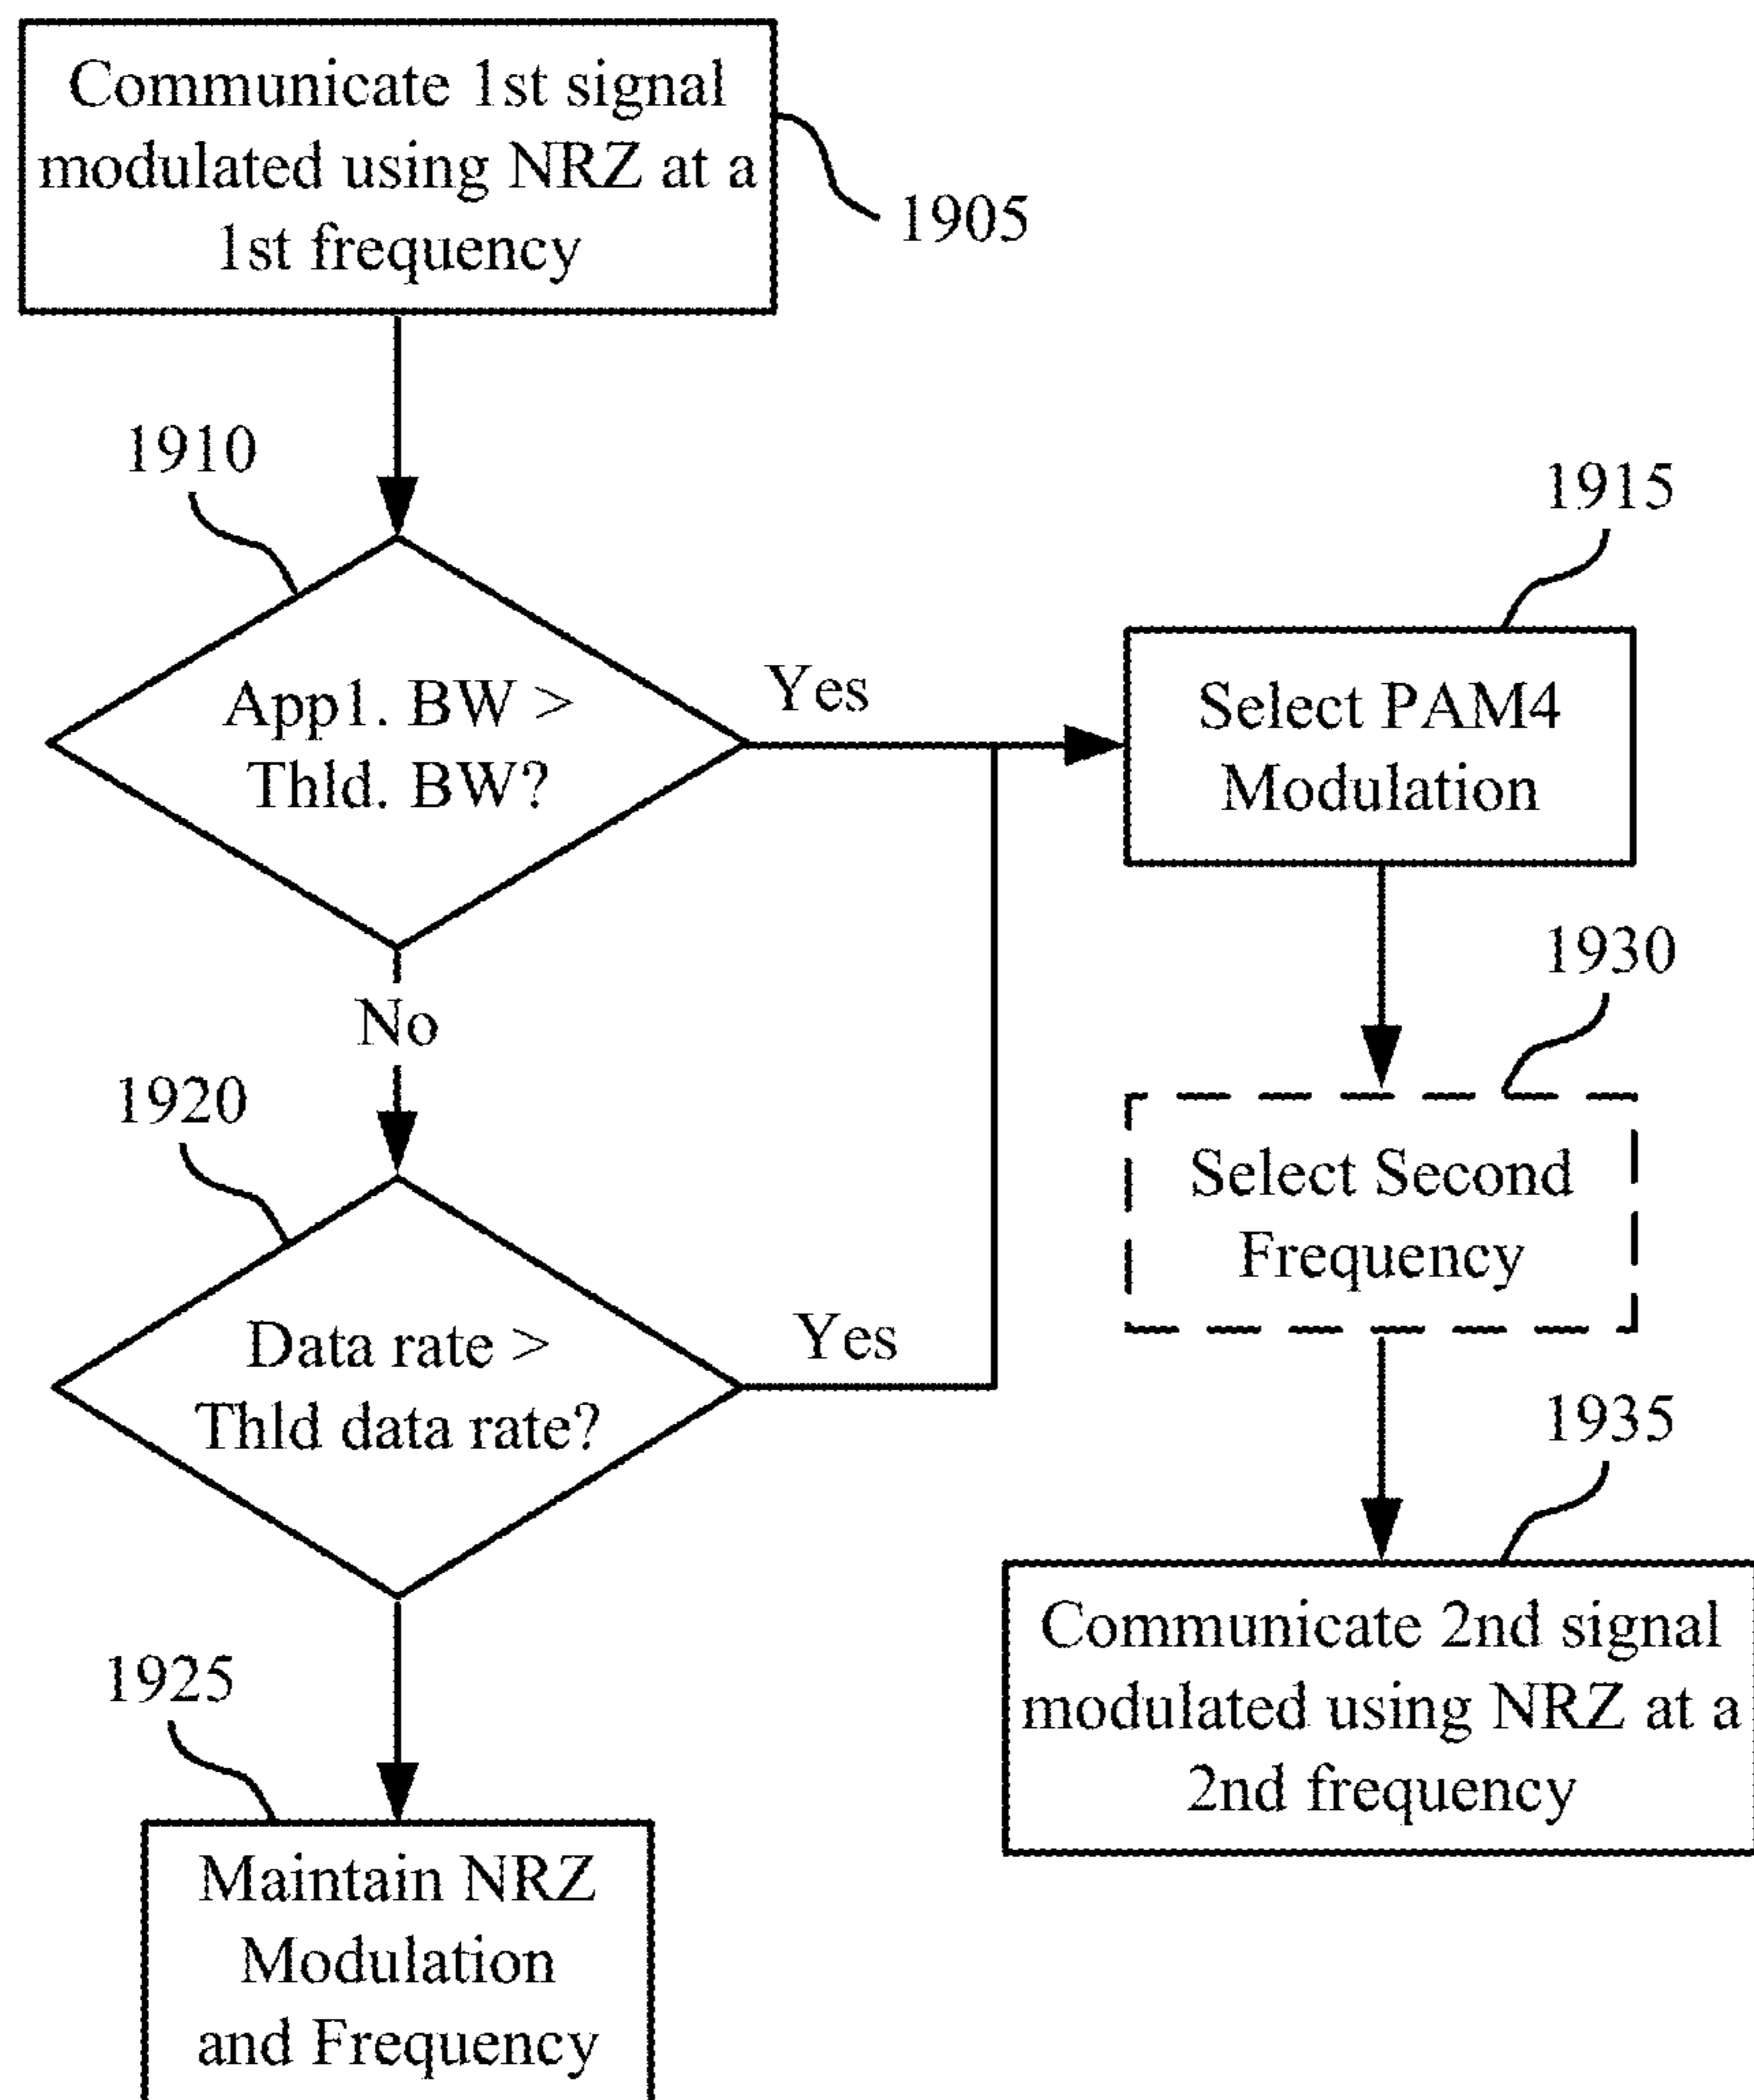 Communicate 1st signal
modulated using NRZ at a
1st frequency
1905
1910
App1. BW >
Thld. BW?
Yes
1915
Select PAM4
Modulation
No
1930
Select Second
Frequency
1920
Data rate >
Thld data rate?
Yes
1935
Communicate 2nd signal
modulated using NRZ at a
2nd frequency
1925
Maintain NRZ
Modulation
and Frequency